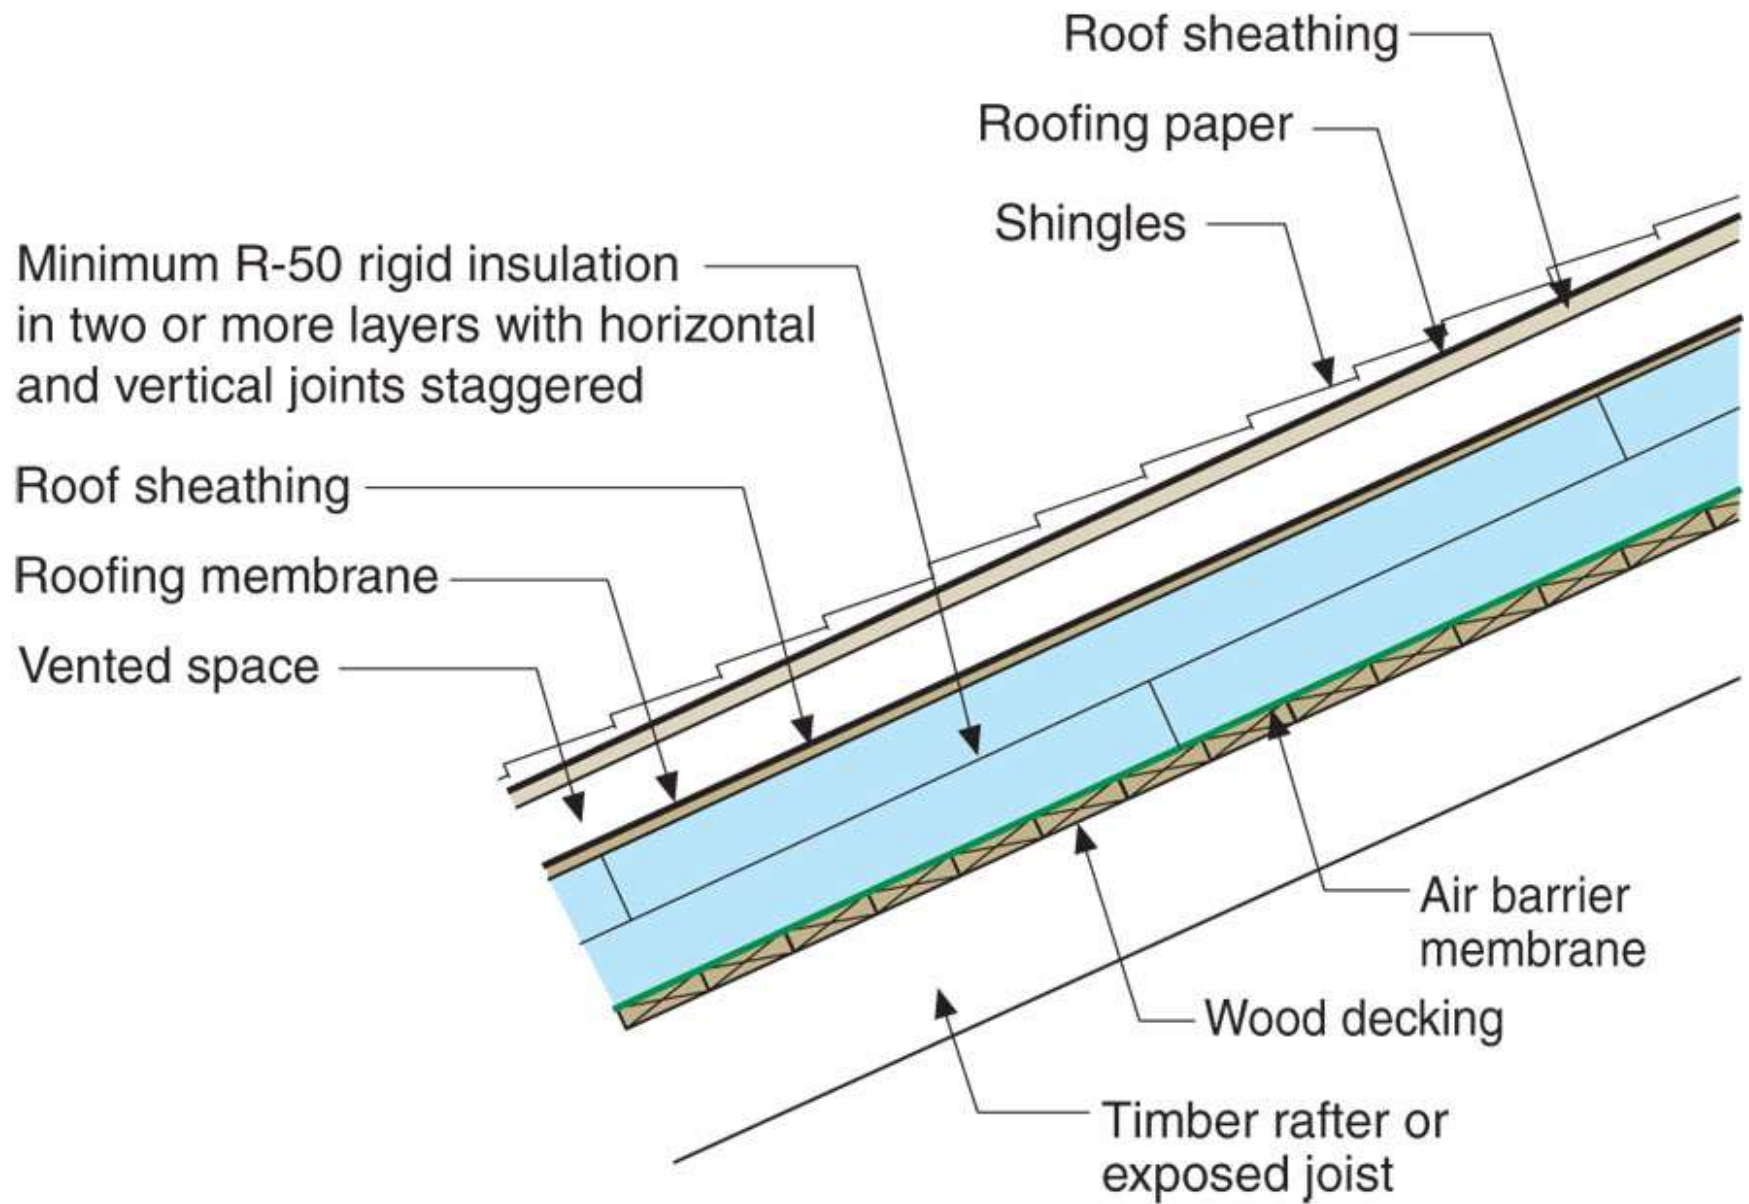 Roof sheathing
Roofing paper
Shingles
Minimum R-50 rigid insulation
in two or more layers with horizontal
and vertical joints staggered
Roof sheathing
Roofing membrane
Vented space
Air barrier
membrane
Wood decking
Timber rafter or
exposed joist